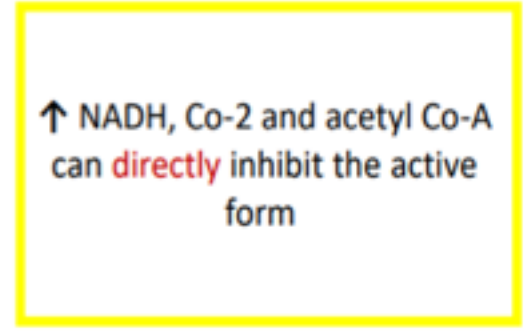 ↑ NADH, Co-2 and acetyl Co-A
can directly inhibit the active
form